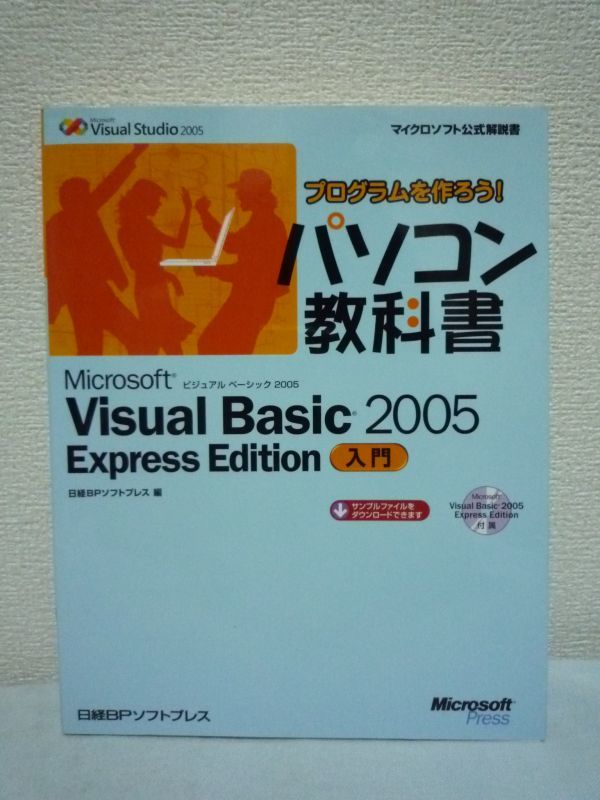 Microsoft
Visual Studio 2005
マイクロソフト公式解説書
プログラムを作ろう!
パソコン
教科書
Microsoft® ビジュアル ベーシック 2005
Visual Basic® 2005
Express Edition 入門
日経BPソフトプレス 編
サンプルファイルを
ダウンロードできます
Microsoft®
Visual Basic® 2005
Express Edition
付属
日経BPソフトプレス
Microsoft®
Press